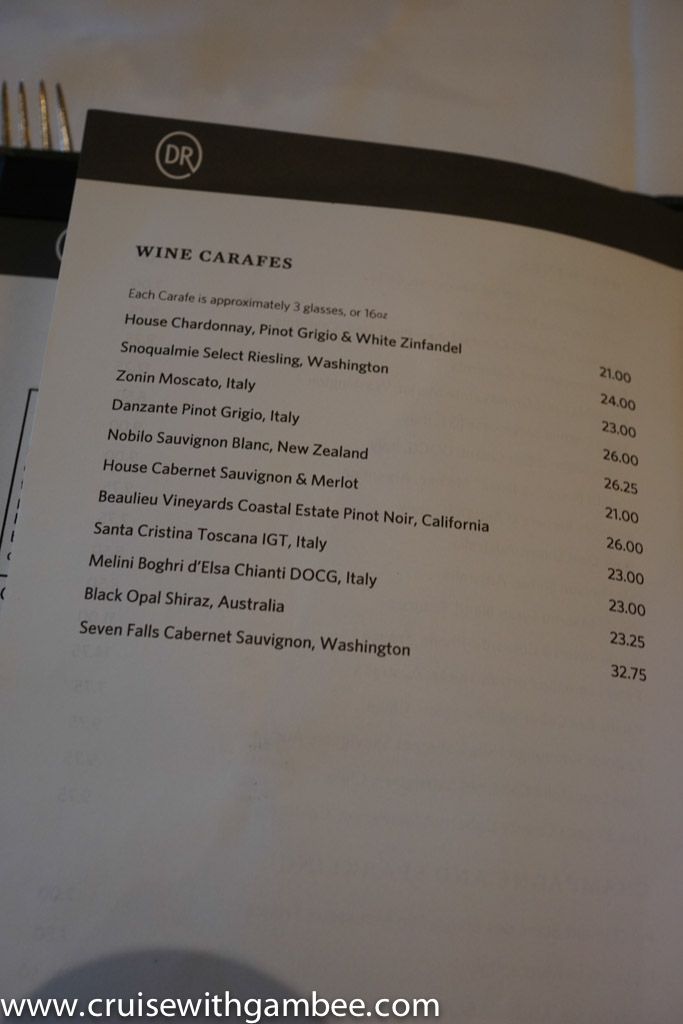 DR
WINE CARAFES
Each Carafe is approximately 3 glasses, or 16oz
House Chardonnay, Pinot Grigio & White Zinfandel 21.00
Snoqualmie Select Riesling, Washington 24.00
Zonin Moscato, Italy 23.00
Danzante Pinot Grigio, Italy 26.00
Nobilo Sauvignon Blanc, New Zealand 26.25
House Cabernet Sauvignon & Merlot 21.00
Beaulieu Vineyards Coastal Estate Pinot Noir, California 26.00
Santa Cristina Toscana IGT, Italy 23.00
Melini Boghri d'Elsa Chianti DOCG, Italy 23.00
Black Opal Shiraz, Australia 23.25
Seven Falls Cabernet Sauvignon, Washington 32.75
www.cruisewithgambee.com